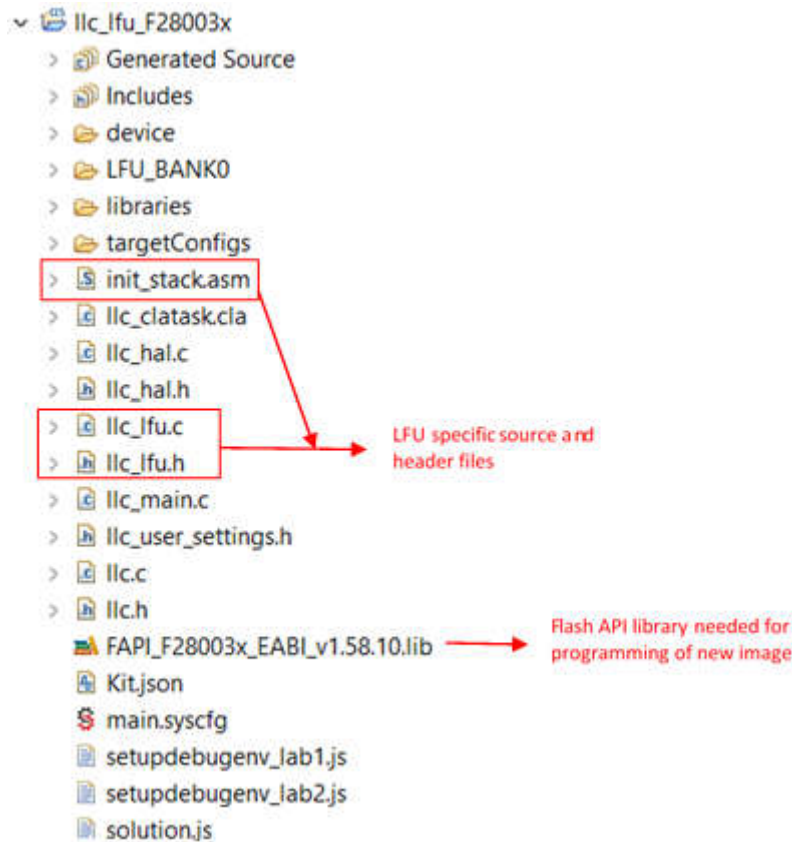 llc_lfu_F28003x
Generated Source
Includes
device
LFU_BANK0
libraries
targetConfigs
init_stack.asm
llc_clatask.cla
llc_hal.c
llc_hal.h
llc_lfu.c
llc_lfu.h
LFU specific source and
header files
llc_main.c
llc_user_settings.h
llc.c
llc.h
FAPI_F28003x_EABI_v1.58.10.lib
Flash API library needed for
programming of new image
Kit.json
main.syscfg
setupdebugenv_lab1.js
setupdebugenv_lab2.js
solution.js